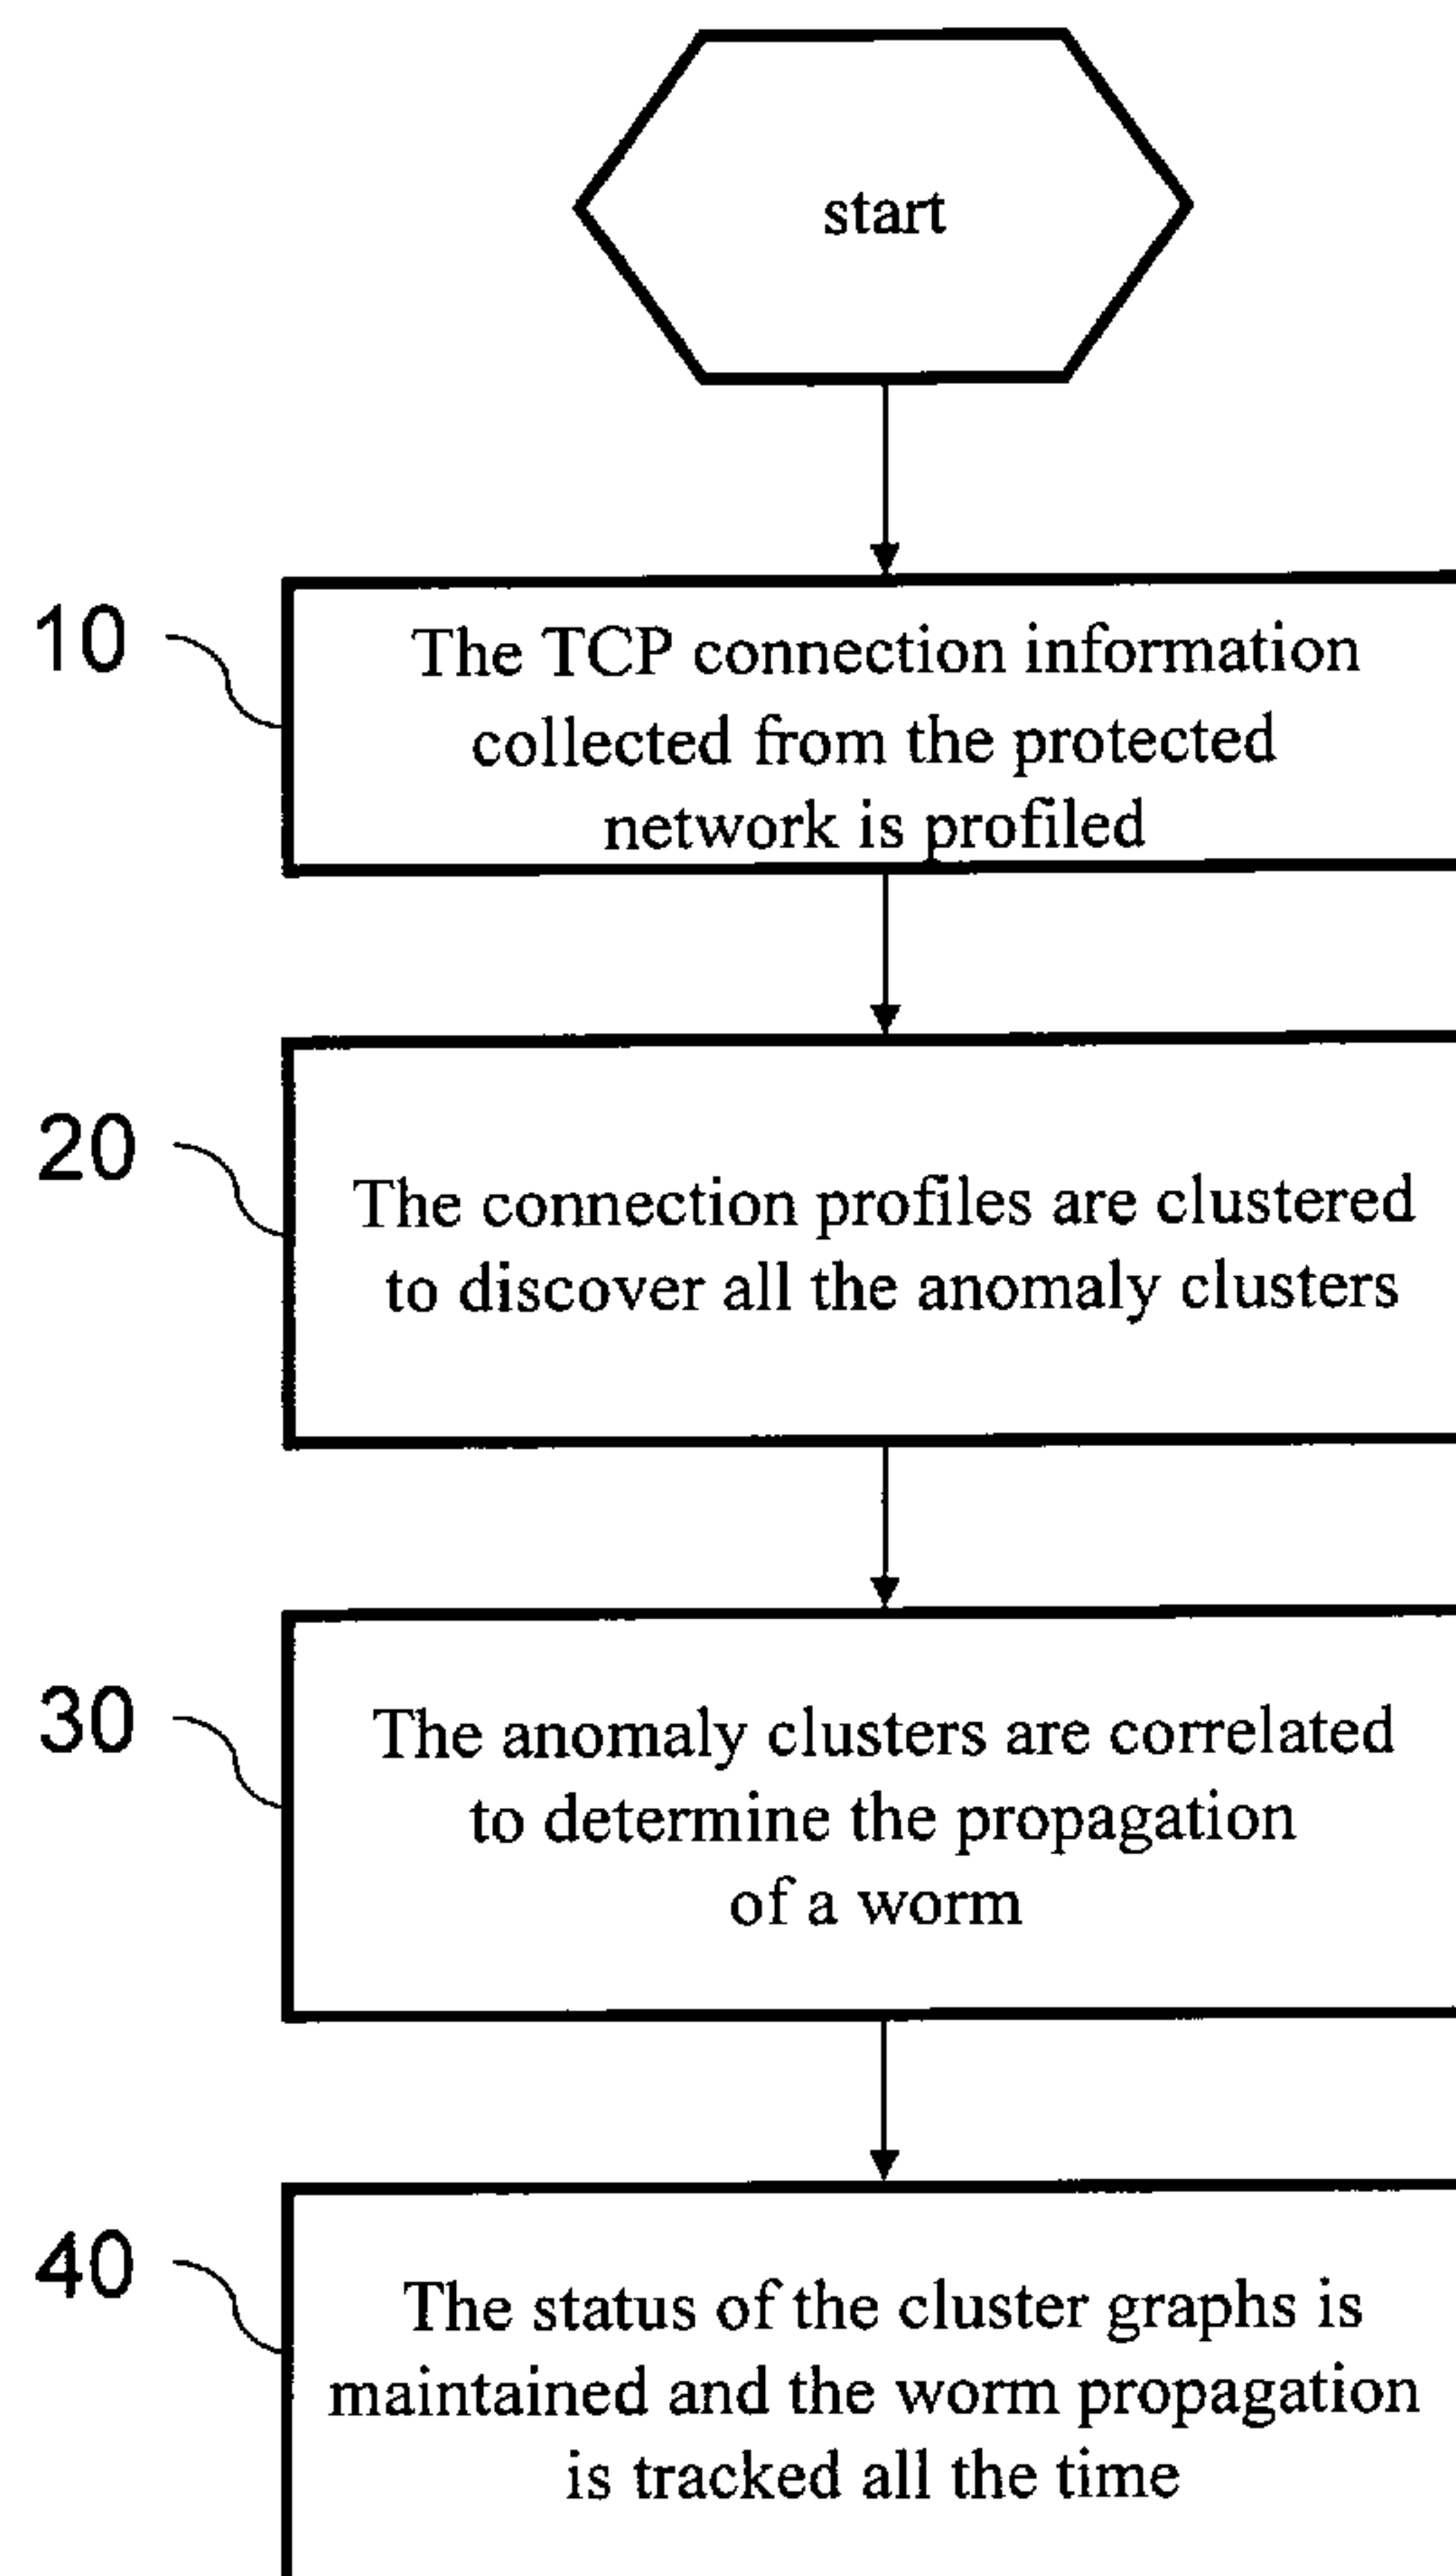 start
10
The TCP connection information
collected from the protected
network is profiled
20
The connection profiles are clustered
to discover all the anomaly clusters
30
The anomaly clusters are correlated
to determine the propagation
of a worm
40
The status of the cluster graphs is
maintained and the worm propagation
is tracked all the time